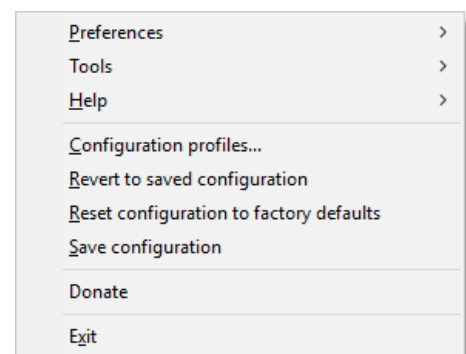 Preferences
Tools
Help
Configuration profiles...
Revert to saved configuration
Reset configuration to factory defaults
Save configuration
Donate
Exit